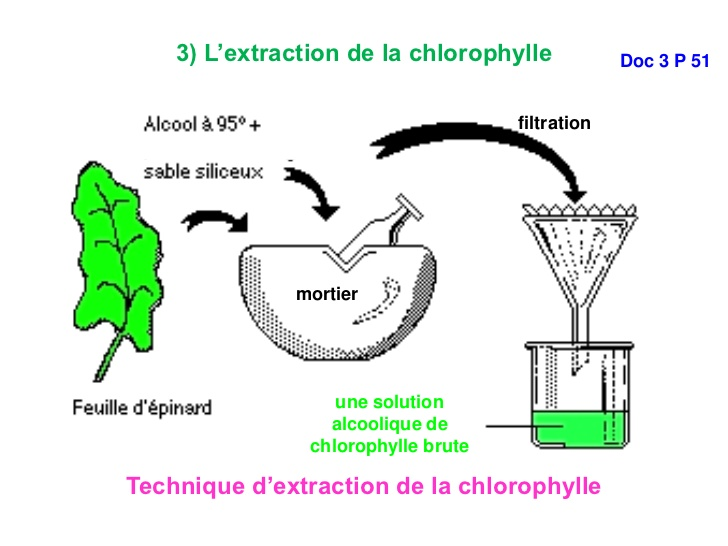 3) L’extraction de la chlorophylle
Doc 3 P 51
Alcool à 95º +
filtration
sable siliceux
mortier
Feuille d'épinard
une solution
alcoolique de
chlorophylle brute
Technique d’extraction de la chlorophylle